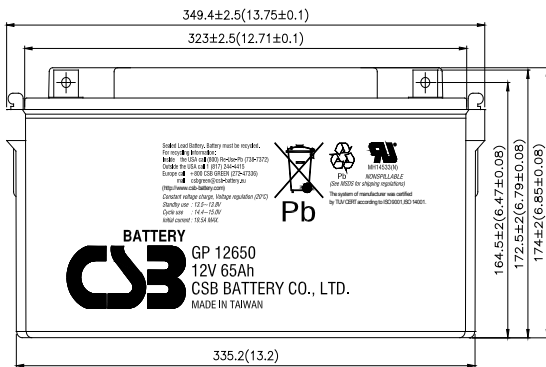 349.4±2.5(13.75±0.1)
323±2.5(12.71±0.1)
Sealed Lead Battery. Battery must be recycled.
For recycling information:
Inside the USA call (800) Re-Use-Pb (738-7372)
Outside the USA call 1 (817) 244-4415
Europe call +800 CSB GREEN (272-47336)
mail csbgreen@csb-battery.eu
(http://www.csb-battery.com)
Constant voltage charge, Voltage regulation (20°C)
Standby use : 13.5~13.8V
Cycle use : 14.4~15.0V
Initial current : 19.5A MAX.
Pb
Pb
MH14533(N)
NONSPILLABLE
(See MSDS for shipping regulations)
The system of manufacturer was certified
by TUV CERT according to ISO 9001, ISO 14001.
BATTERY
CSB
GP 12650
12V 65Ah
CSB BATTERY CO., LTD.
MADE IN TAIWAN
164.5±2(6.47±0.08)
172.5±2(6.79±0.08)
174±2(6.85±0.08)
335.2(13.2)